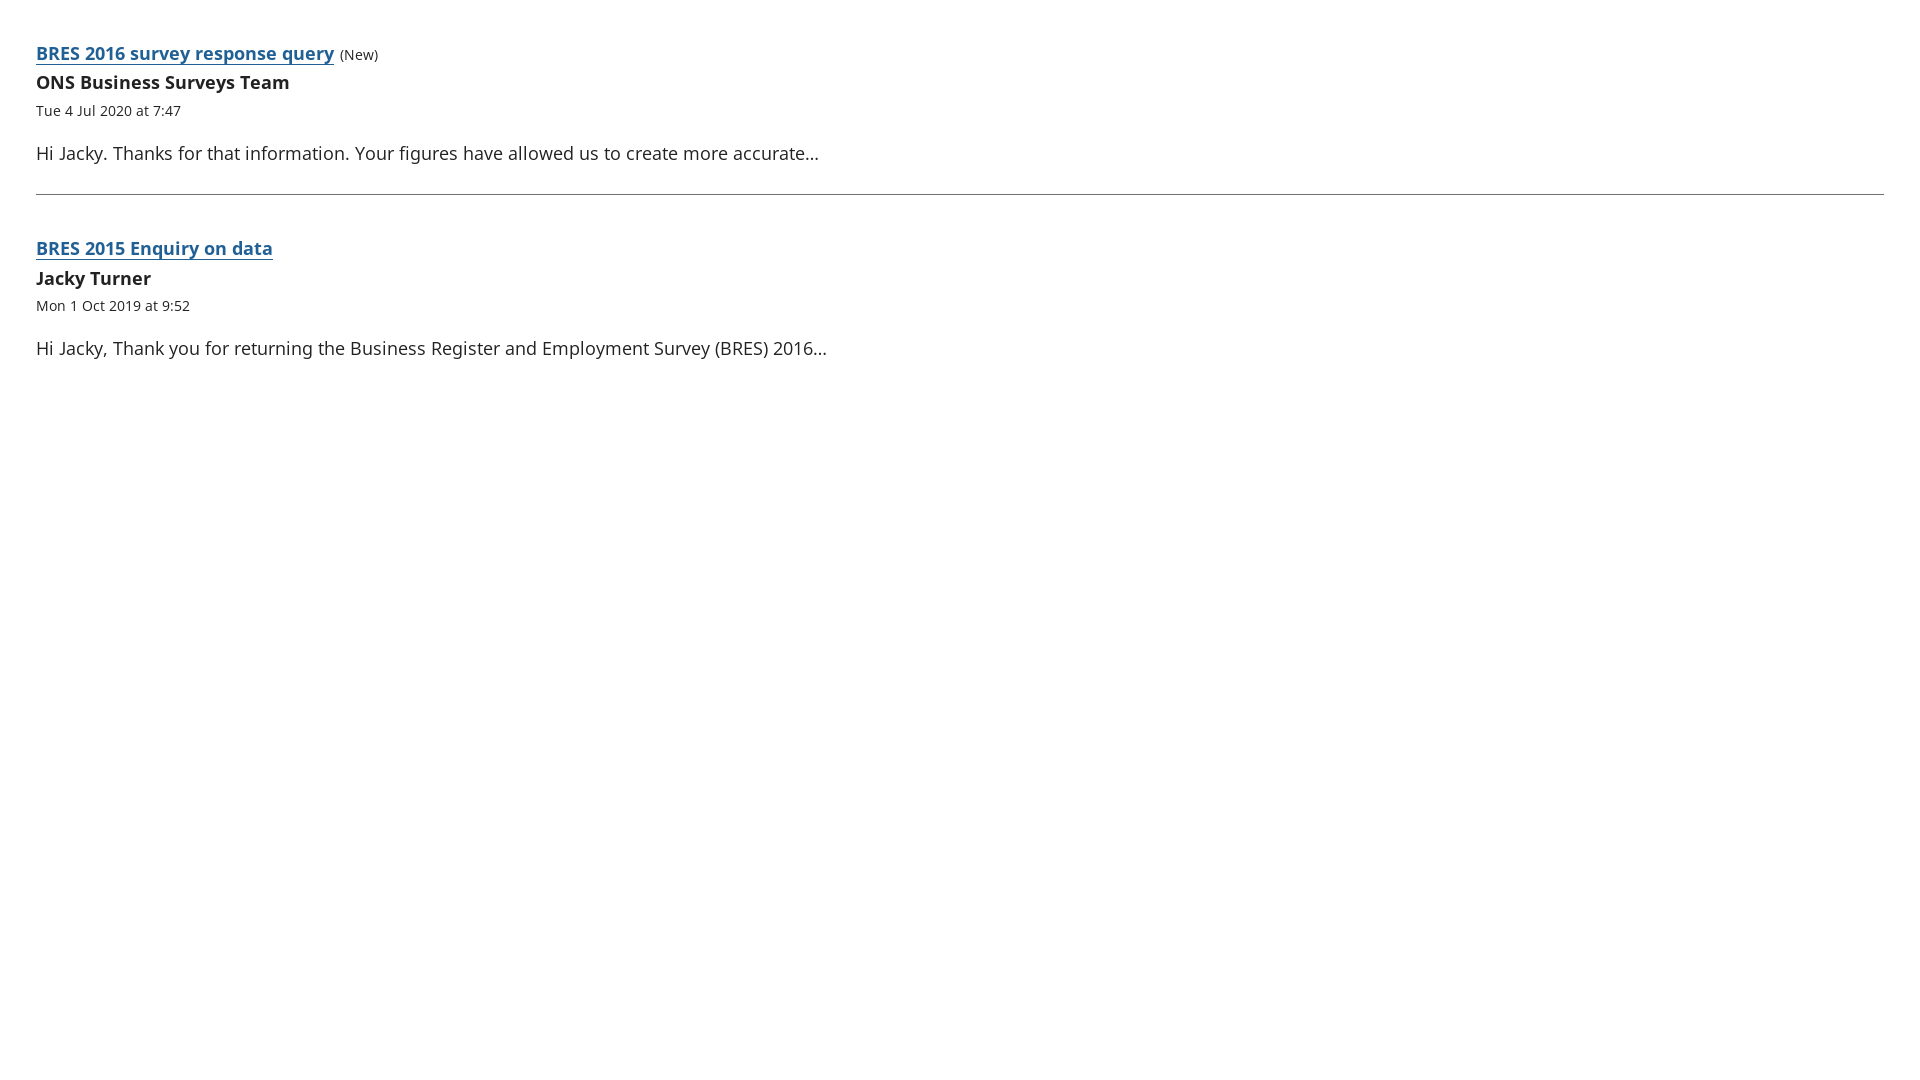 BRES 2016 survey response query (New)
ONS Business Surveys Team
Tue 4 Jul 2020 at 7:47
Hi Jacky. Thanks for that information. Your figures have allowed us to create more accurate…
BRES 2015 Enquiry on data
Jacky Turner
Mon 1 Oct 2019 at 9:52
Hi Jacky, Thank you for returning the Business Register and Employment Survey (BRES) 2016…